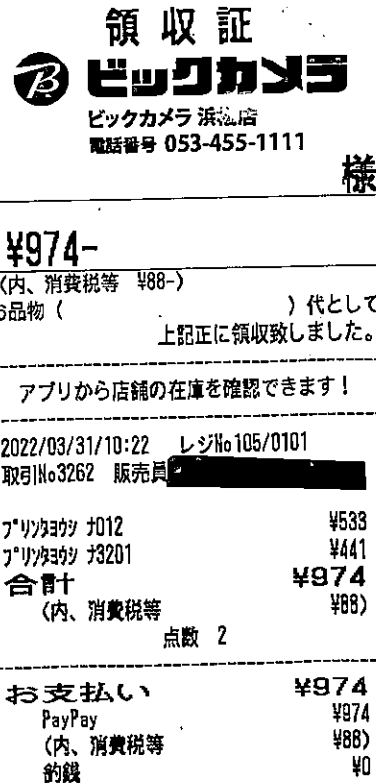 領収証
ビックカメラ
ビックカメラ 浜松店
電話番号 053-455-1111
様
¥974-
(内、消費税等 ¥88-)
お品物 ( ) 代として
上記正に領収致しました。
アプリから店舗の在庫を確認できます!
2022/03/31/10:22 レジNo105/0101
取引No3262 販売員
プリンタヨウシ ナ012 ¥533
プリンタヨウシ ナ3201 ¥441
合計 ¥974
(内、消費税等 ¥88)
点数 2
お支払い ¥974
PayPay ¥974
(内、消費税等 ¥88)
釣銭 ¥0